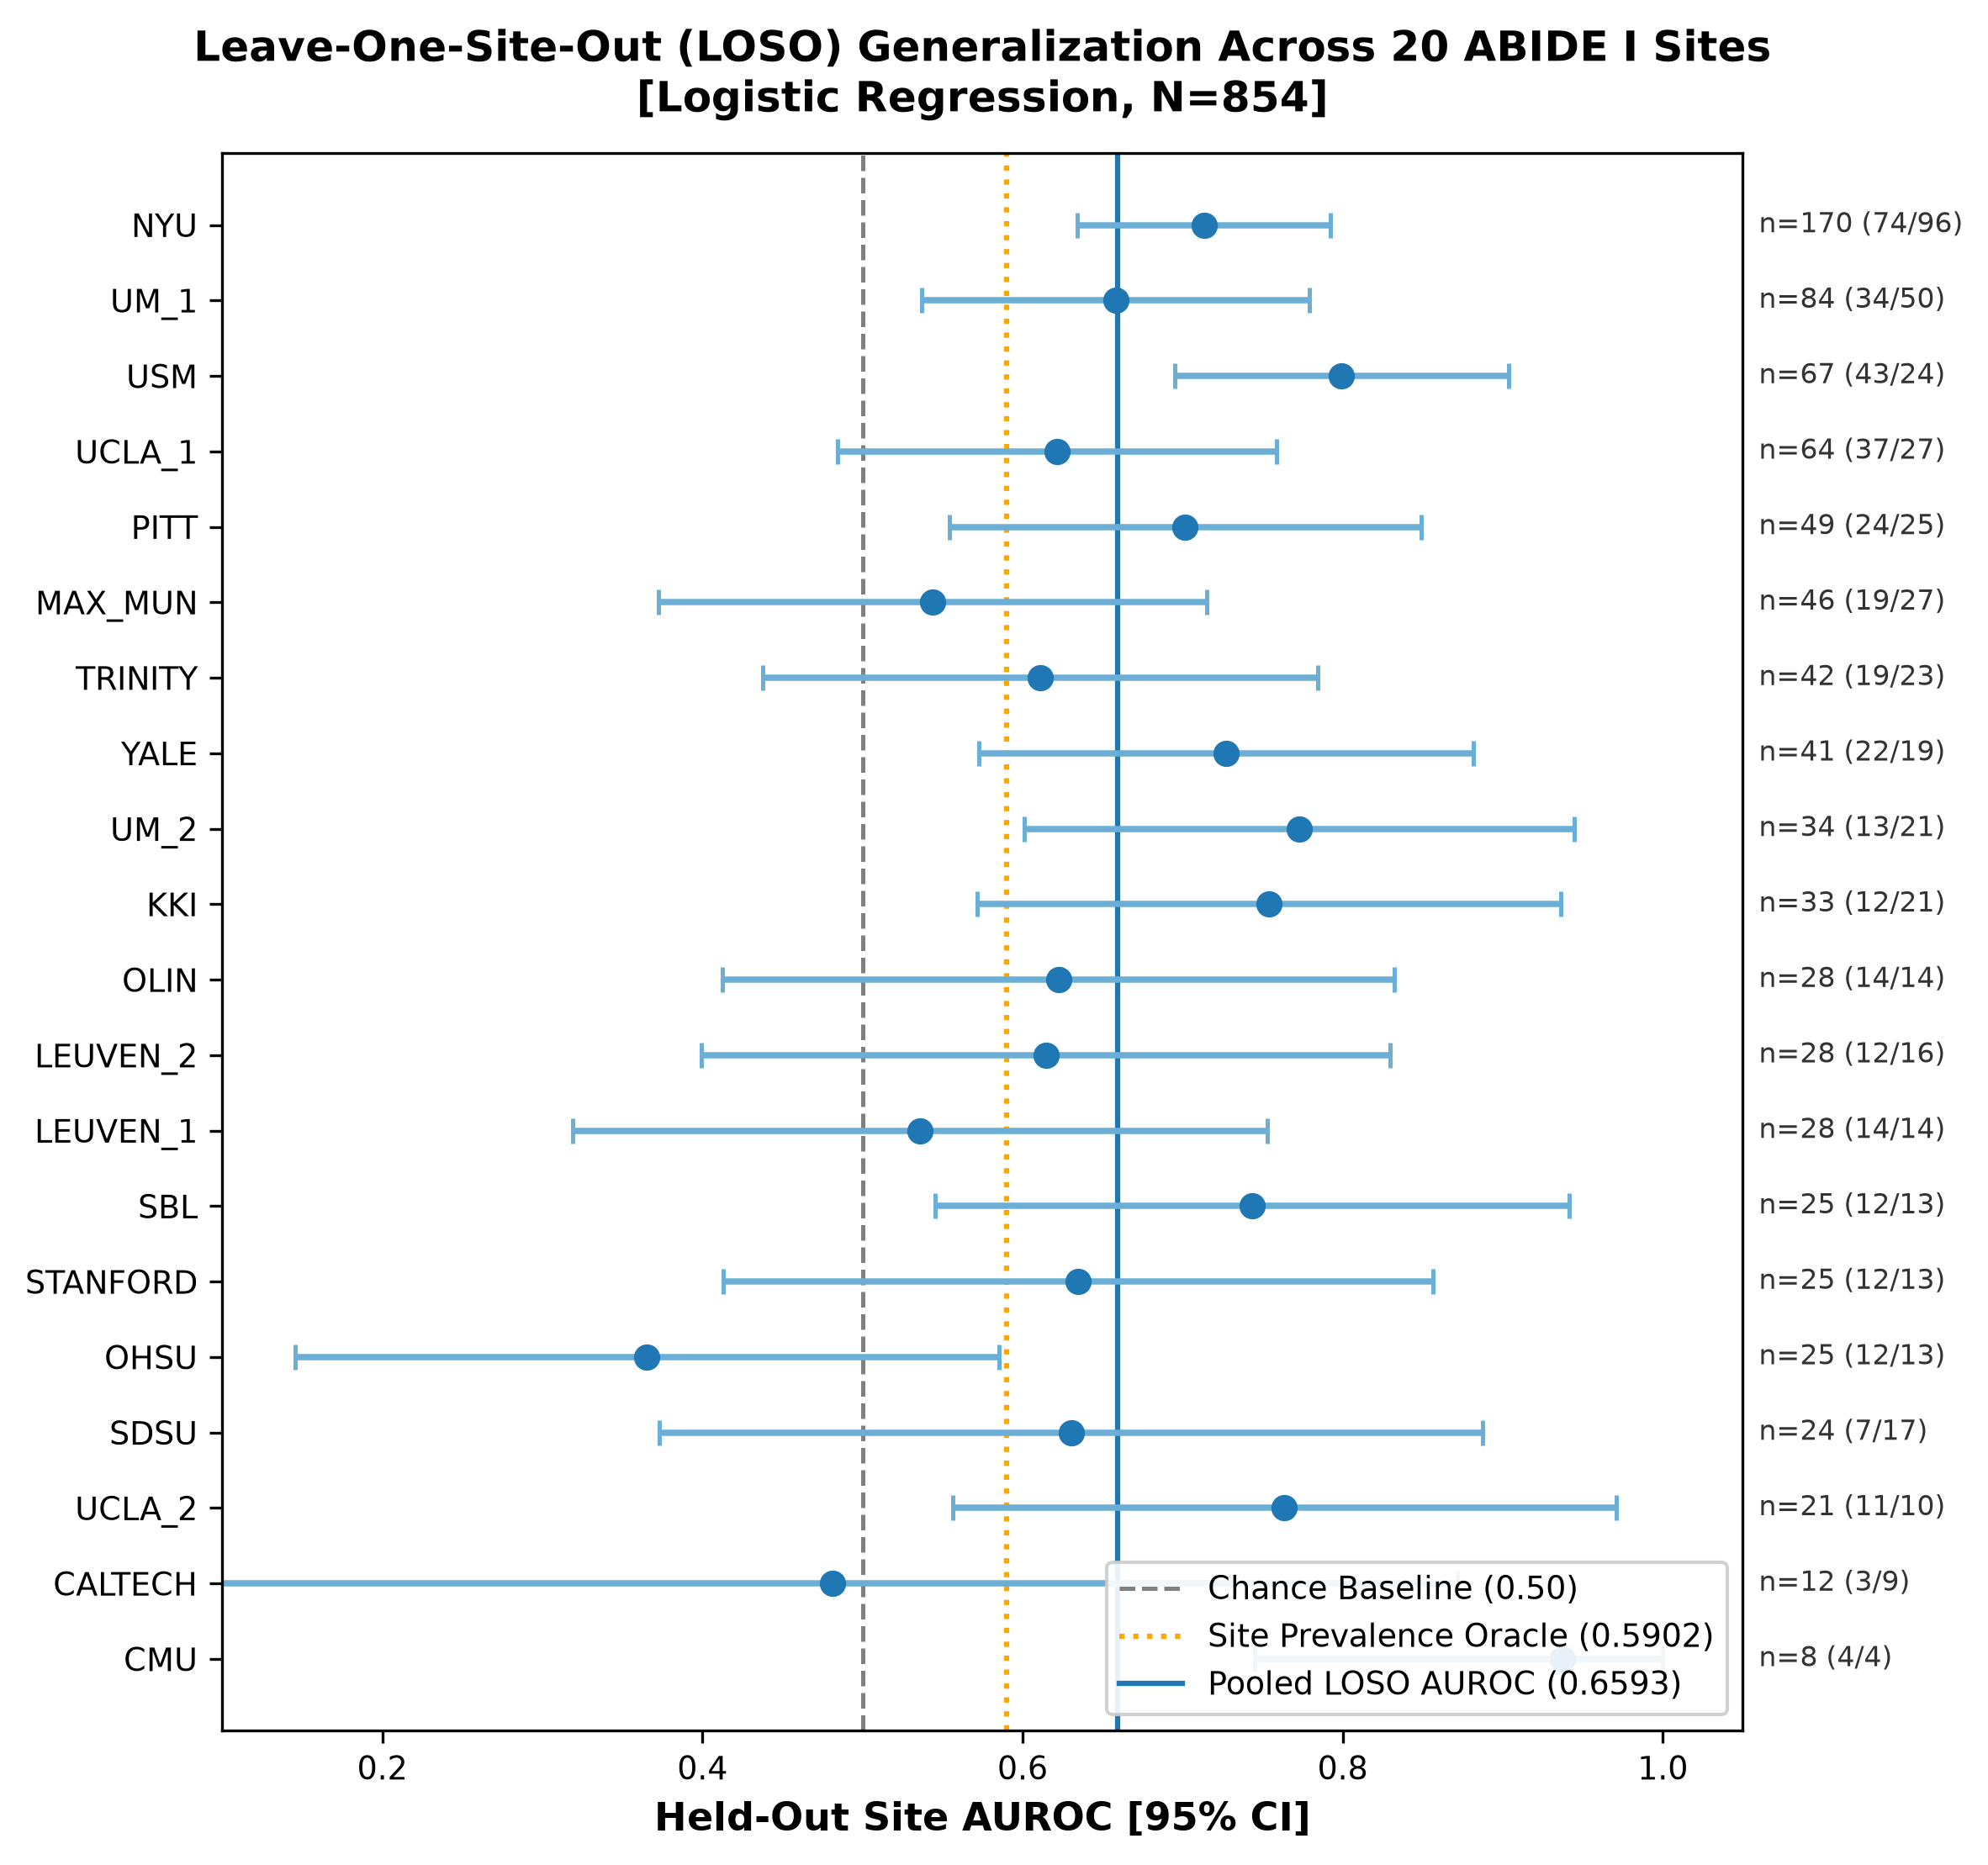 Leave-One-Site-Out (LOSO) Generalization Across 20 ABIDE I Sites
[Logistic Regression, N=854]
NYU n=170 (74/96)
UM_1 n=84 (34/50)
USM n=67 (43/24)
UCLA_1 n=64 (37/27)
PITT n=49 (24/25)
MAX_MUN n=46 (19/27)
TRINITY n=42 (19/23)
YALE n=41 (22/19)
UM_2 n=34 (13/21)
KKI n=33 (12/21)
OLIN n=28 (14/14)
LEUVEN_2 n=28 (12/16)
LEUVEN_1 n=28 (14/14)
SBL n=25 (12/13)
STANFORD n=25 (12/13)
OHSU n=25 (12/13)
SDSU n=24 (7/17)
UCLA_2 n=21 (11/10)
CALTECH n=12 (3/9)
CMU n=8 (4/4)
Chance Baseline (0.50)
Site Prevalence Oracle (0.5902)
Pooled LOSO AUROC (0.6593)
0.2 0.4 0.6 0.8 1.0
Held-Out Site AUROC [95% CI]